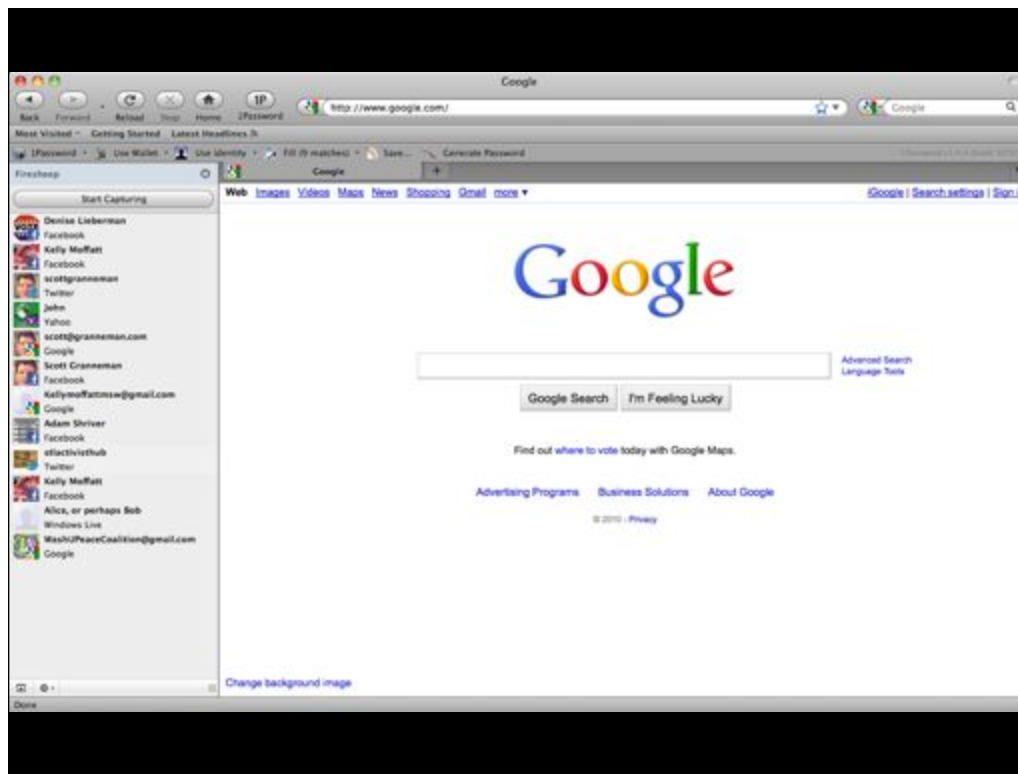 Google
Back Forward Reload Stop Home 1Password
1P
http://www.google.com/
Google
Most Visited Getting Started Latest Headlines
1Password Use Wallet Use Identity Fill (9 matches) Save... Generate Password
Firesheep
Google
Start Capturing
Denise Lieberman
Facebook
Kelly Moffatt
Facebook
scottgranneman
Twitter
John
Yahoo
scott@granneman.com
Google
Scott Granneman
Facebook
Kellymoffattmsw@gmail.com
Google
Adam Shriver
Facebook
stlactivisthub
Twitter
Kelly Moffatt
Facebook
Alice, or perhaps Bob
Windows Live
WashUPeaceCoalition@gmail.com
Google
Web Images Videos Maps News Shopping Gmail more ▼
iGoogle | Search settings | Sign
Google
Advanced Search
Language Tools
Google Search I'm Feeling Lucky
Find out where to vote today with Google Maps.
Advertising Programs Business Solutions About Google
© 2010 - Privacy
Change background image
Done